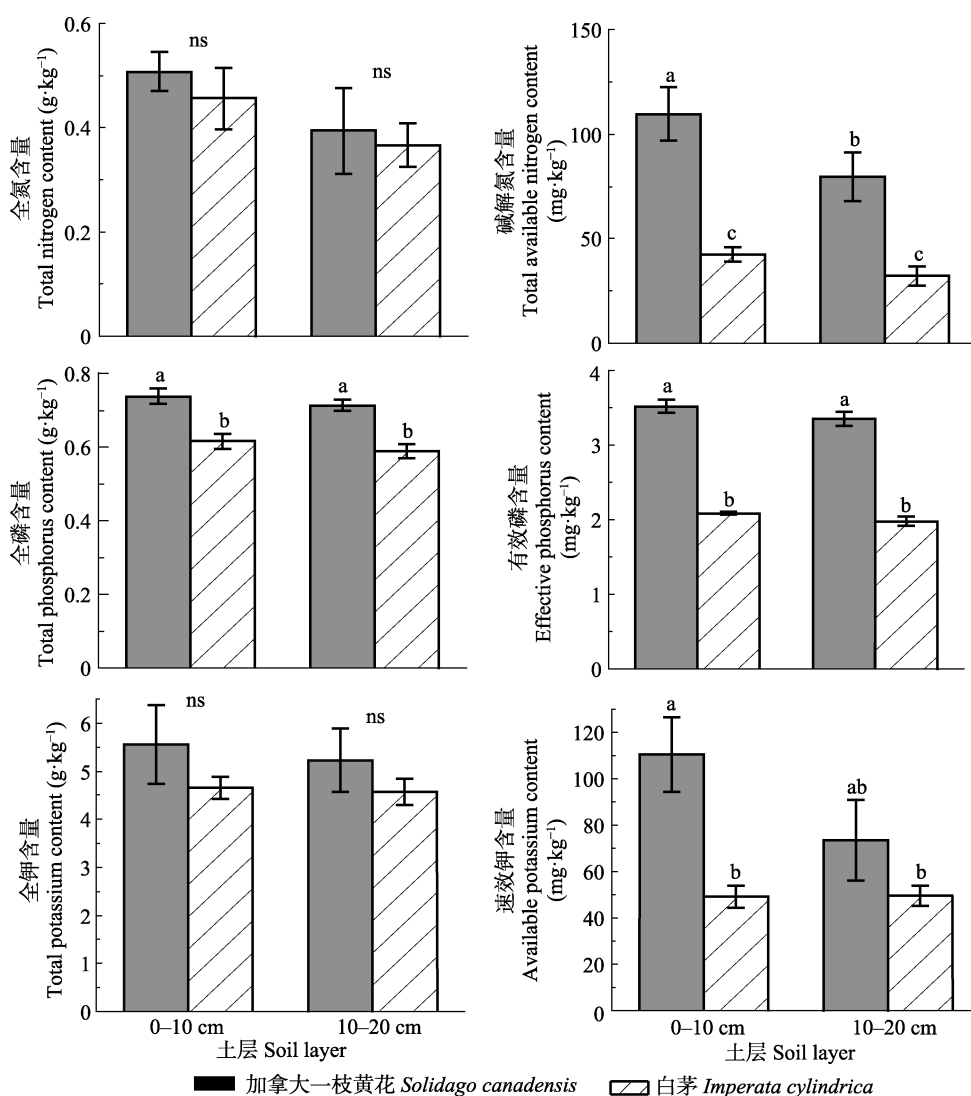 全氮含量
Total nitrogen content (g·kg⁻¹)
0.6
0.4
0.2
0
ns
ns
碱解氮含量
Total available nitrogen content
(mg·kg⁻¹)
150
100
50
0
a
c
b
c
全磷含量
Total phosphorus content (g·kg⁻¹)
0.8
0.6
0.4
0.2
0
a
b
a
b
有效磷含量
Effective phosphorus content
(mg·kg⁻¹)
4
3
2
1
0
a
b
a
b
全钾含量
Total potassium content (g·kg⁻¹)
6
5
4
3
2
1
0
ns
ns
0–10 cm
10–20 cm
土层 Soil layer
速效钾含量
Available potassium content
(mg·kg⁻¹)
120
100
80
60
40
20
0
a
b
ab
b
0–10 cm
10–20 cm
土层 Soil layer
加拿大一枝黄花 Solidago canadensis
白茅 Imperata cylindrica